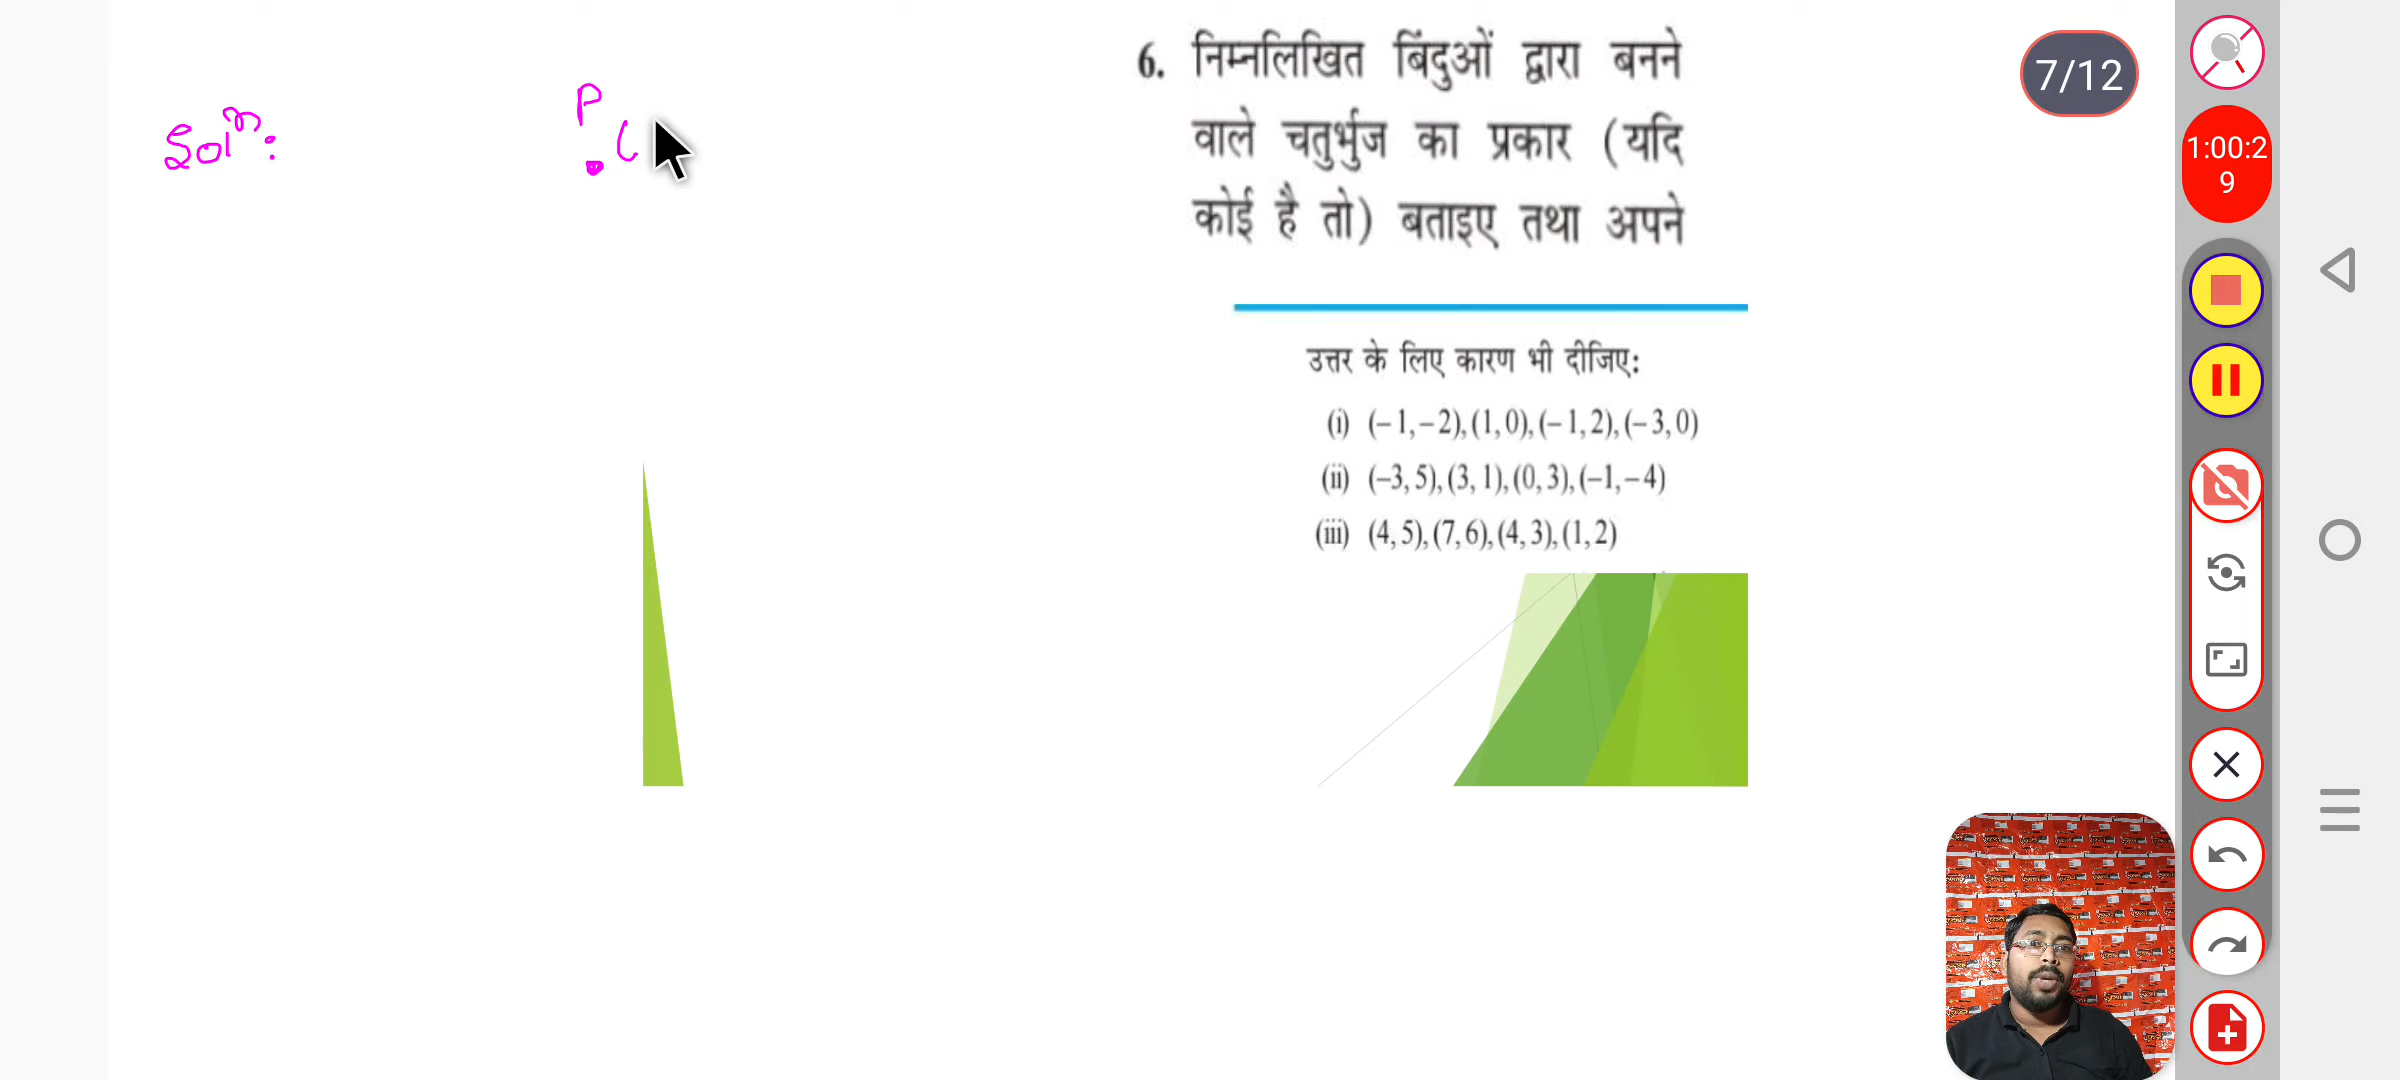 Solⁿ:
P
. (
6. निम्नलिखित बिंदुओं द्वारा बनने
वाले चतुर्भुज का प्रकार (यदि
कोई है तो) बताइए तथा अपने
उत्तर के लिए कारण भी दीजिए:
(i) (– 1, – 2), (1, 0), (– 1, 2), (– 3, 0)
(ii) (–3, 5), (3, 1), (0, 3), (–1, – 4)
(iii) (4, 5), (7, 6), (4, 3), (1, 2)
7/12
1:00:2
9